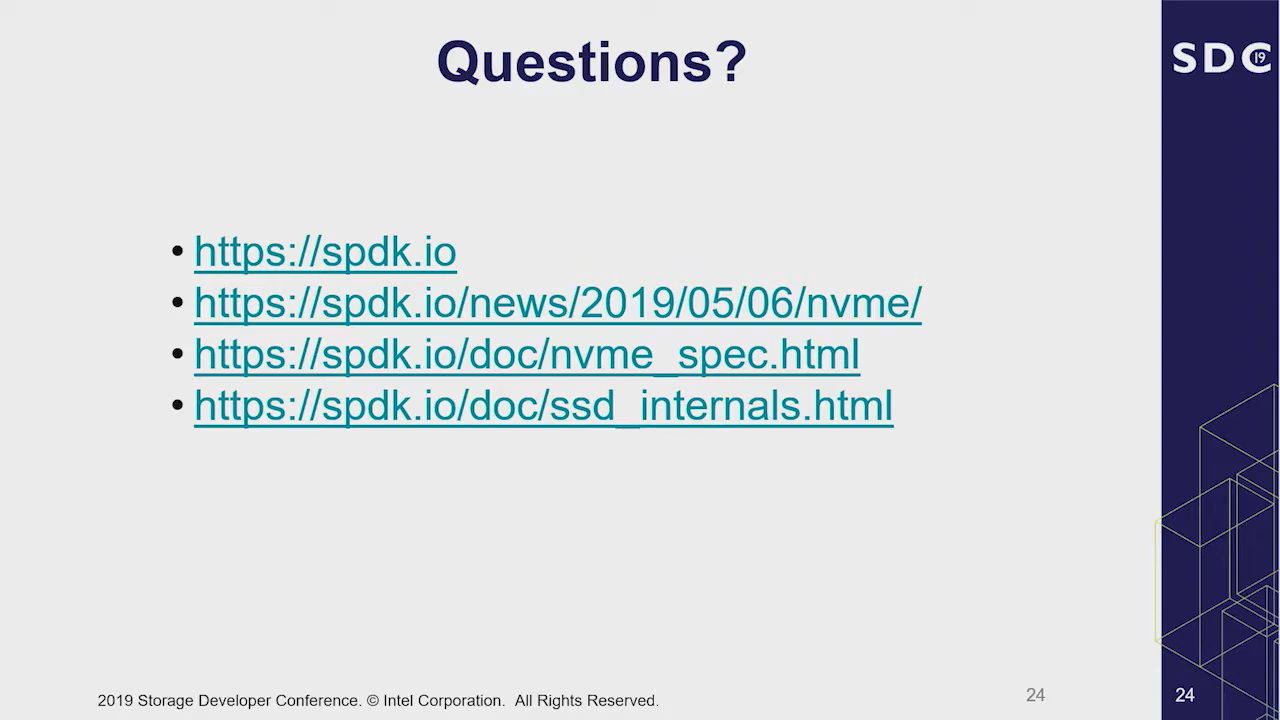 Questions?
SDC 19
• https://spdk.io
• https://spdk.io/news/2019/05/06/nvme/
• https://spdk.io/doc/nvme_spec.html
• https://spdk.io/doc/ssd_internals.html
2019 Storage Developer Conference. © Intel Corporation. All Rights Reserved.
24
24